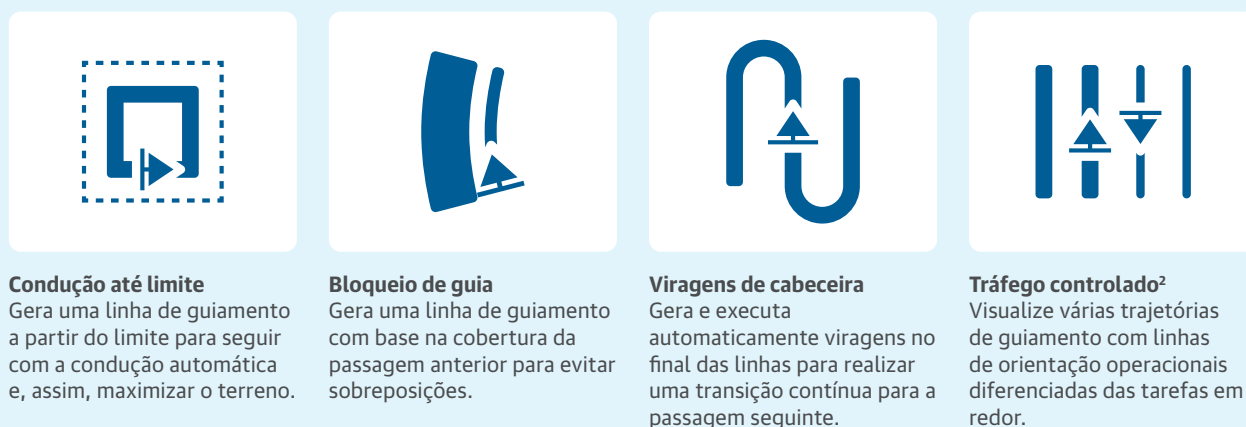 Condução até limite
Gera uma linha de guiamento
a partir do limite para seguir
com a condução automática
e, assim, maximizar o terreno.
Bloqueio de guia
Gera uma linha de guiamento
com base na cobertura da
passagem anterior para evitar
sobreposições.
Viragens de cabeceira
Gera e executa
automaticamente viragens no
final das linhas para realizar
uma transição contínua para a
passagem seguinte.
Tráfego controlado²
Visualize várias trajetórias
de guiamento com linhas
de orientação operacionais
diferenciadas das tarefas em
redor.